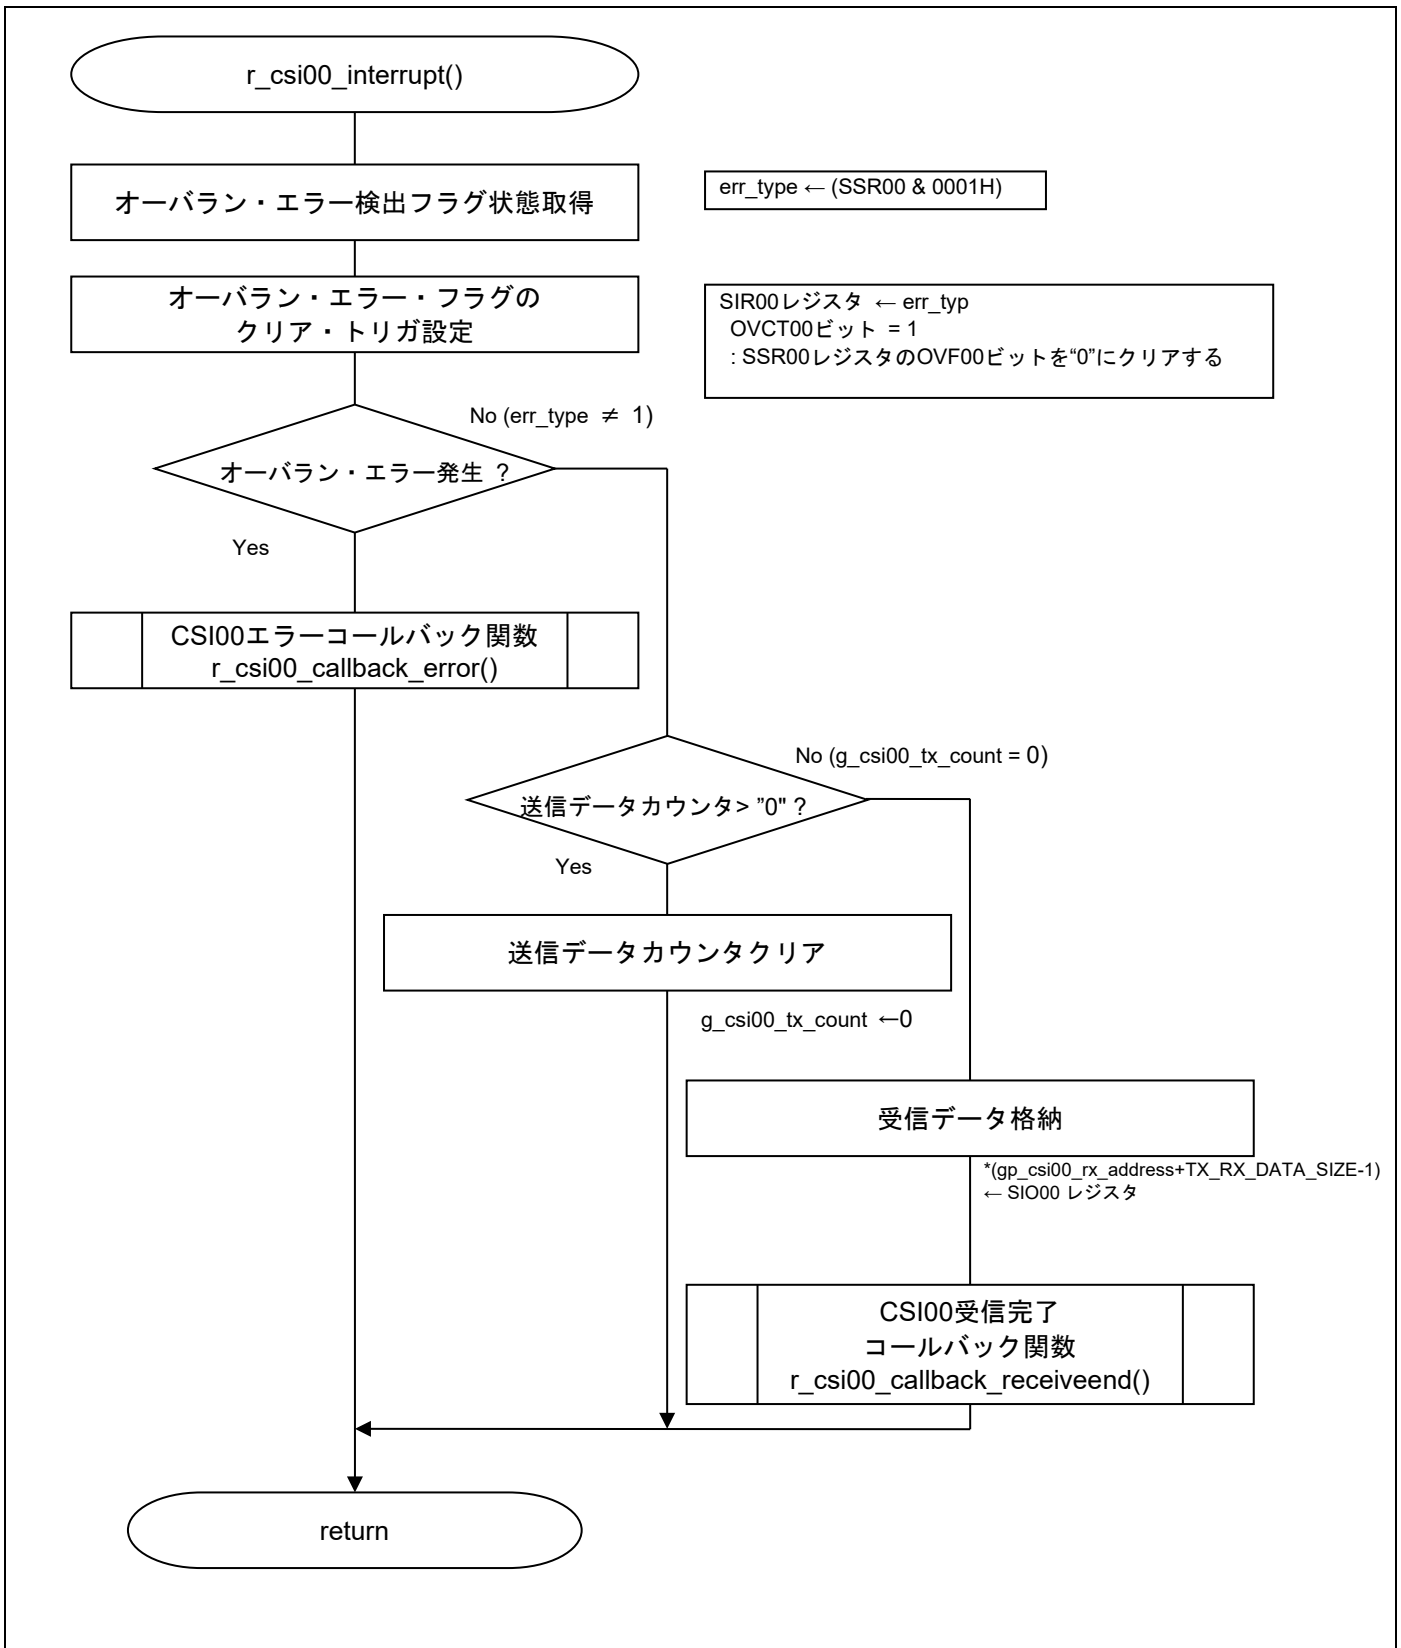 r_csi00_interrupt()
オーバラン・エラー検出フラグ状態取得
err_type ← (SSR00 & 0001H)
オーバラン・エラー・フラグの
クリア・トリガ設定
SIR00レジスタ ← err_typ
OVCT00ビット = 1
: SSR00レジスタのOVF00ビットを“0”にクリアする
No (err_type ≠ 1)
オーバラン・エラー発生 ?
Yes
CSI00エラーコールバック関数
r_csi00_callback_error()
No (g_csi00_tx_count = 0)
送信データカウンタ> ”0" ?
Yes
送信データカウンタクリア
g_csi00_tx_count ←0
受信データ格納
*(gp_csi00_rx_address+TX_RX_DATA_SIZE-1)
← SIO00 レジスタ
CSI00受信完了
コールバック関数
r_csi00_callback_receiveend()
return